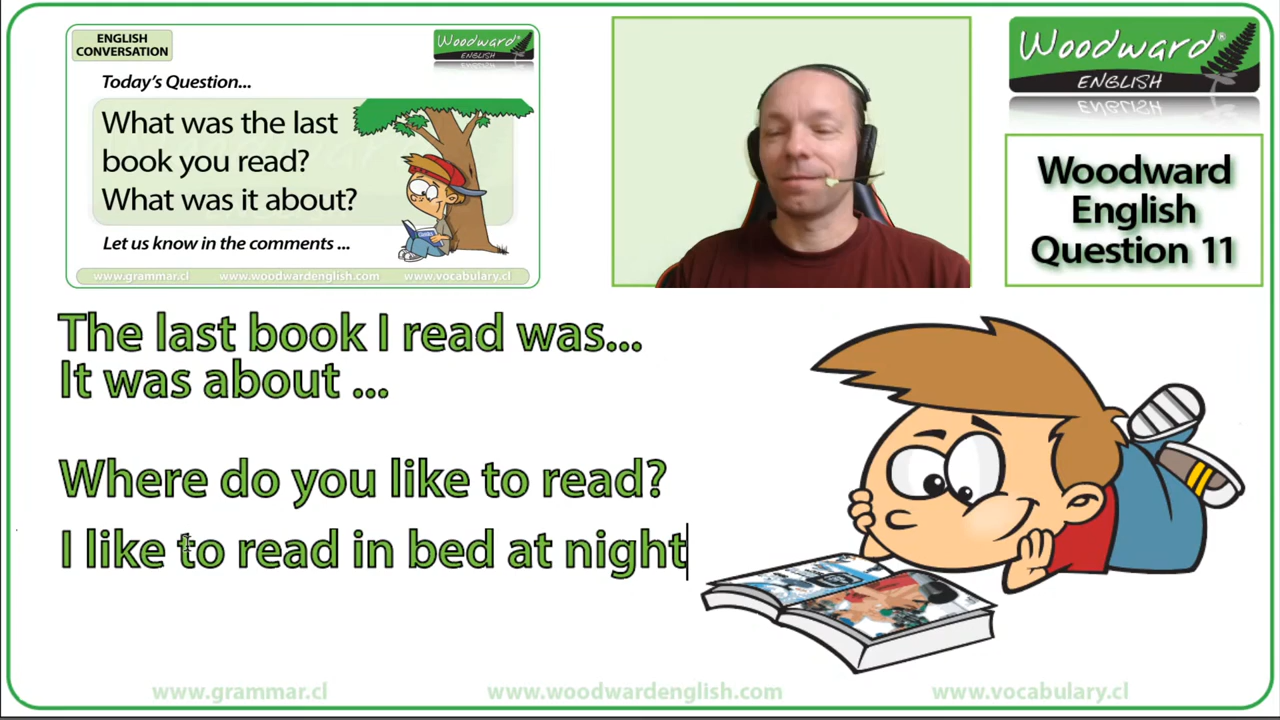 ENGLISH
CONVERSATION
Woodward®
ENGLISH
Today's Question...
What was the last
book you read?
What was it about?
Let us know in the comments ...
www.grammar.cl www.woodwardenglish.com www.vocabulary.cl
Woodward®
ENGLISH
Woodward
English
Question 11
The last book I read was...
It was about ...
Where do you like to read?
I like to read in bed at night
www.grammar.cl www.woodwardenglish.com www.vocabulary.cl